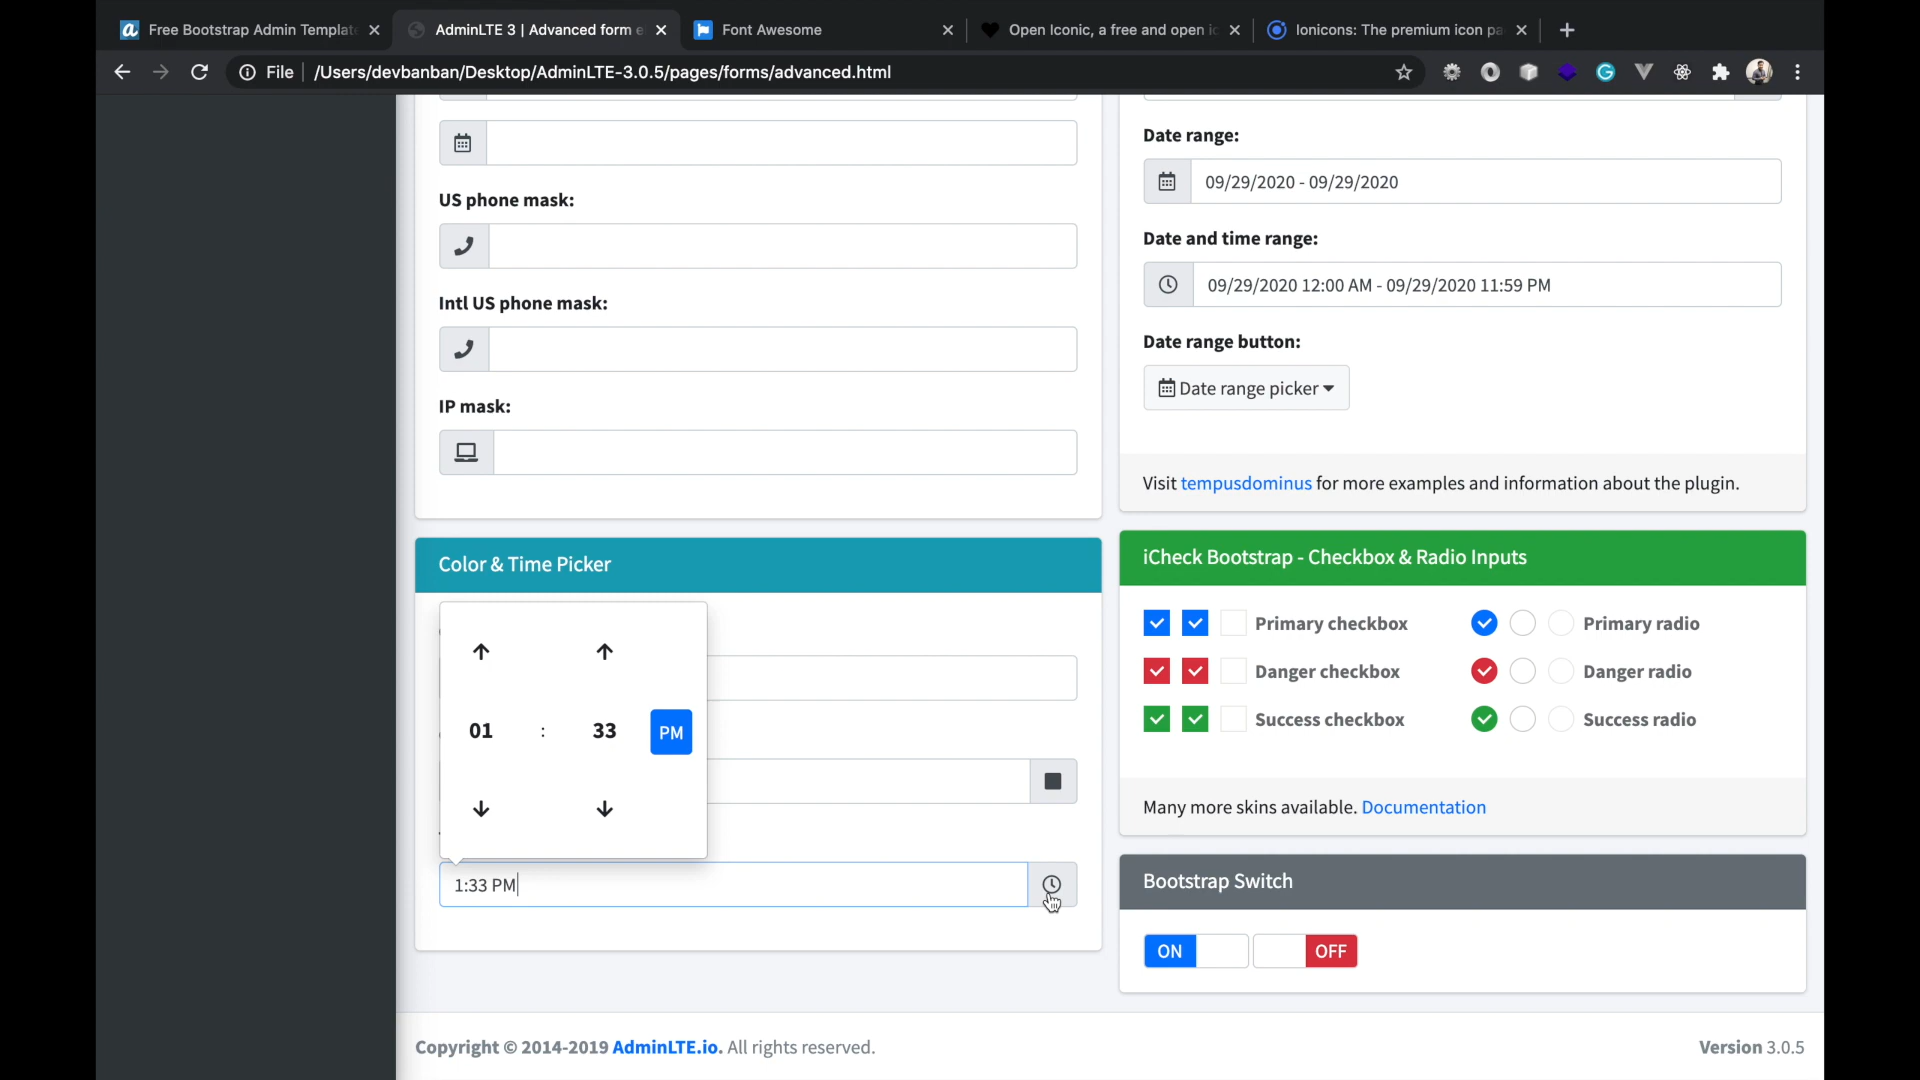 Free Bootstrap Admin Template
AdminLTE 3 | Advanced form e
Font Awesome
Open Iconic, a free and open ic
Ionicons: The premium icon pa
File
/Users/devbanban/Desktop/AdminLTE-3.0.5/pages/forms/advanced.html
US phone mask:
Intl US phone mask:
IP mask:
Color & Time Picker
01 : 33 PM
1:33 PM
Date range:
09/29/2020 - 09/29/2020
Date and time range:
09/29/2020 12:00 AM - 09/29/2020 11:59 PM
Date range button:
Date range picker
Visit tempusdominus for more examples and information about the plugin.
iCheck Bootstrap - Checkbox & Radio Inputs
Primary checkbox
Primary radio
Danger checkbox
Danger radio
Success checkbox
Success radio
Many more skins available. Documentation
Bootstrap Switch
ON
OFF
Copyright © 2014-2019 AdminLTE.io. All rights reserved.
Version 3.0.5